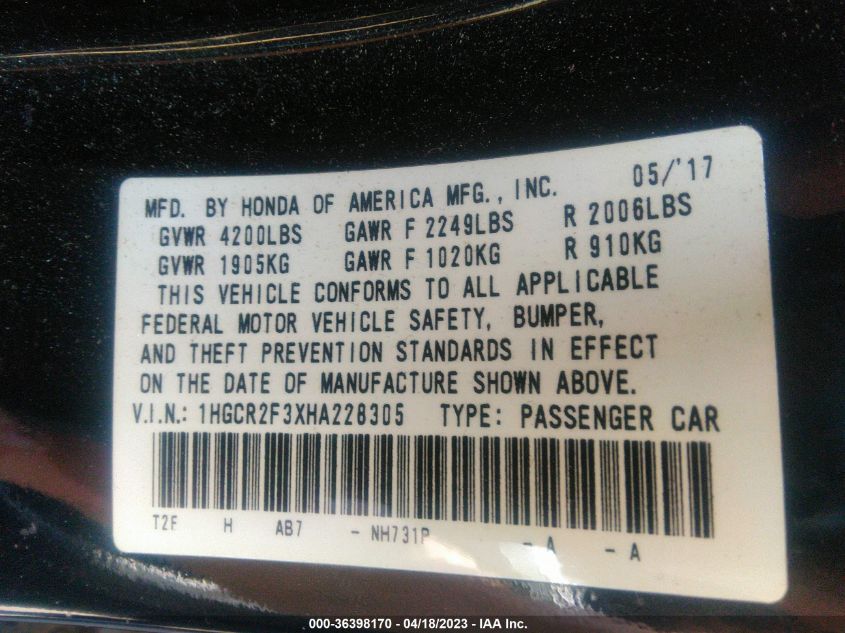 MFD. BY HONDA OF AMERICA MFG., INC. 05/'17
GVWR 4200LBS GAWR F 2249LBS R 2006LBS
GVWR 1905KG GAWR F 1020KG R 910KG
THIS VEHICLE CONFORMS TO ALL APPLICABLE
FEDERAL MOTOR VEHICLE SAFETY, BUMPER,
AND THEFT PREVENTION STANDARDS IN EFFECT
ON THE DATE OF MANUFACTURE SHOWN ABOVE.
V.I.N.: 1HGCR2F3XHA228305 TYPE: PASSENGER CAR
T2F H AB7 - NH731P - A - A
000-36398170 - 04/18/2023 - IAA Inc.